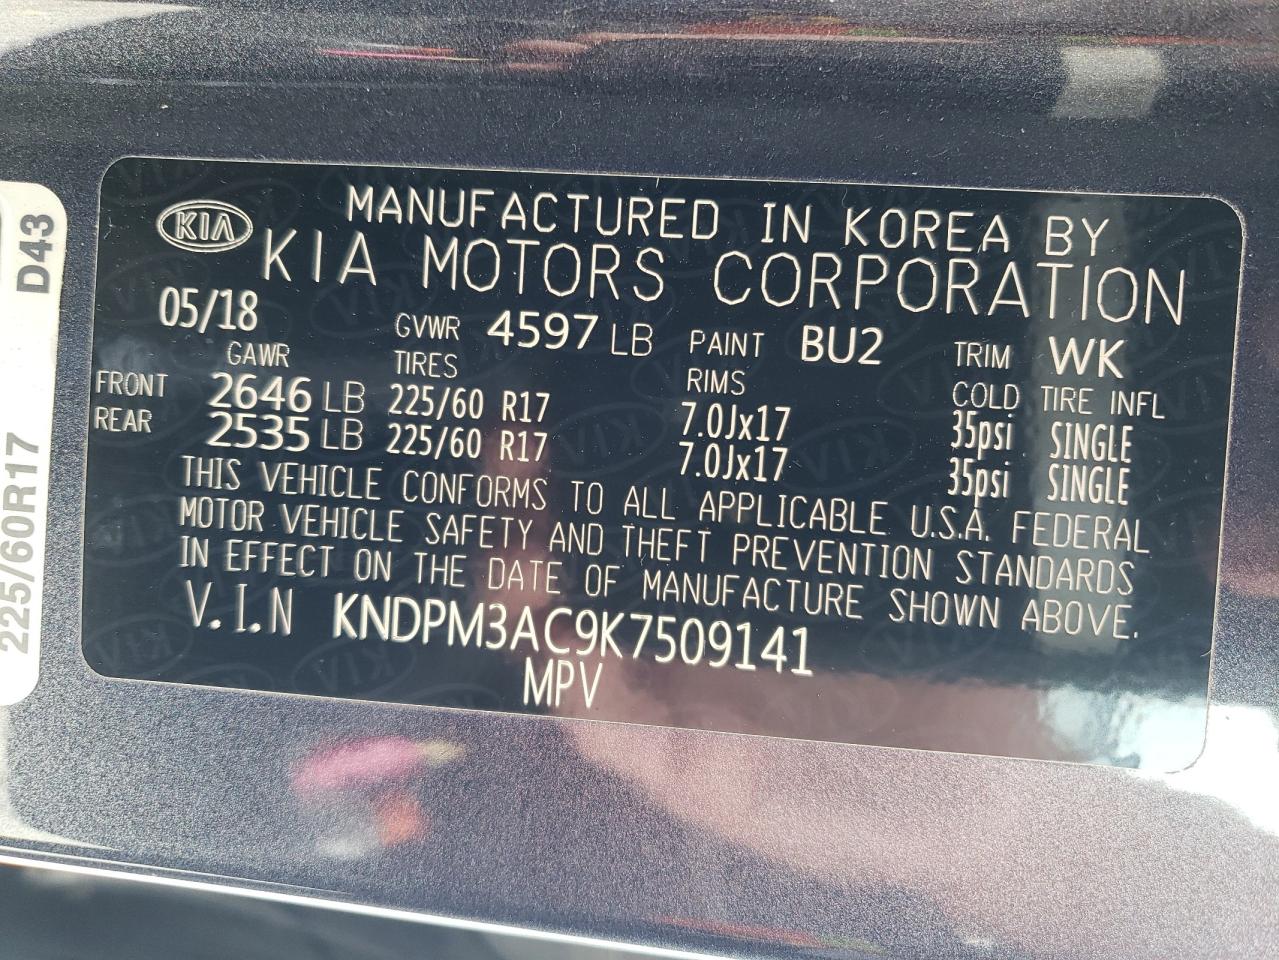 KIA
MANUFACTURED IN KOREA BY
KIA MOTORS CORPORATION
05/18 GVWR 4597 LB PAINT BU2 TRIM WK
GAWR TIRES RIMS COLD TIRE INFL
FRONT 2646 LB 225/60 R17 7.0Jx17 35psi SINGLE
REAR 2535 LB 225/60 R17 7.0Jx17 35psi SINGLE
THIS VEHICLE CONFORMS TO ALL APPLICABLE U.S.A. FEDERAL
MOTOR VEHICLE SAFETY AND THEFT PREVENTION STANDARDS
IN EFFECT ON THE DATE OF MANUFACTURE SHOWN ABOVE.
V.I.N KNDPM3AC9K7509141
MPV
225/60R17 D43